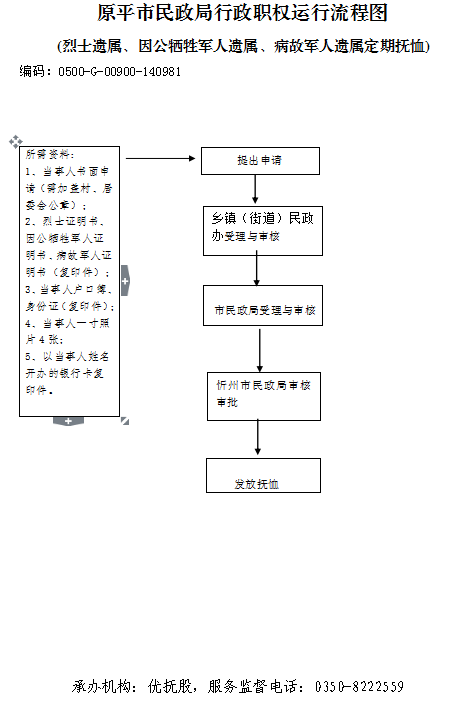 原平市民政局行政职权运行流程图
(烈士遗属、因公牺牲军人遗属、病故军人遗属定期抚恤)
编码：0500-G-00900-140981
所需资料：
1、当事人书面申
请（需加盖村、居
委会公章）；
2、烈士证明书、
因公牺牲军人证
明书、病故军人证
明书（复印件）；
3、当事人户口簿、
身份证（复印件）；
4、当事人一寸照
片4张；
5、以当事人姓名
开办的银行卡复
印件。
提出申请
乡镇（街道）民政
办受理与审核
市民政局受理与审核
忻州市民政局审核
审批
发放抚恤
承办机构：优抚股，服务监督电话：0350-8222559